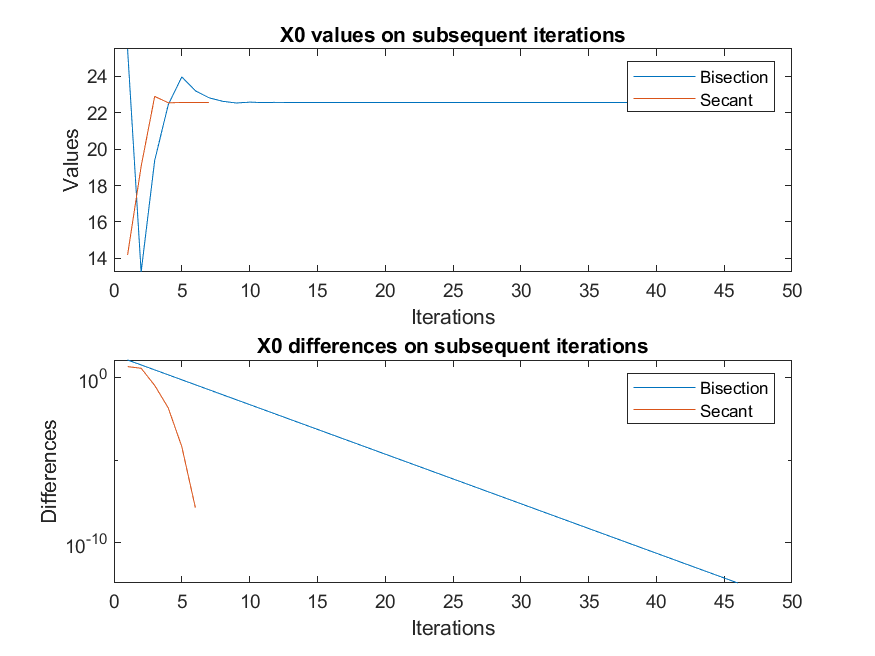 X0 values on subsequent iterations
24
22
20
18
16
14
Values
Bisection
Secant
0 5 10 15 20 25 30 35 40 45 50
Iterations
X0 differences on subsequent iterations
10^0
10^-10
Differences
Bisection
Secant
0 5 10 15 20 25 30 35 40 45 50
Iterations